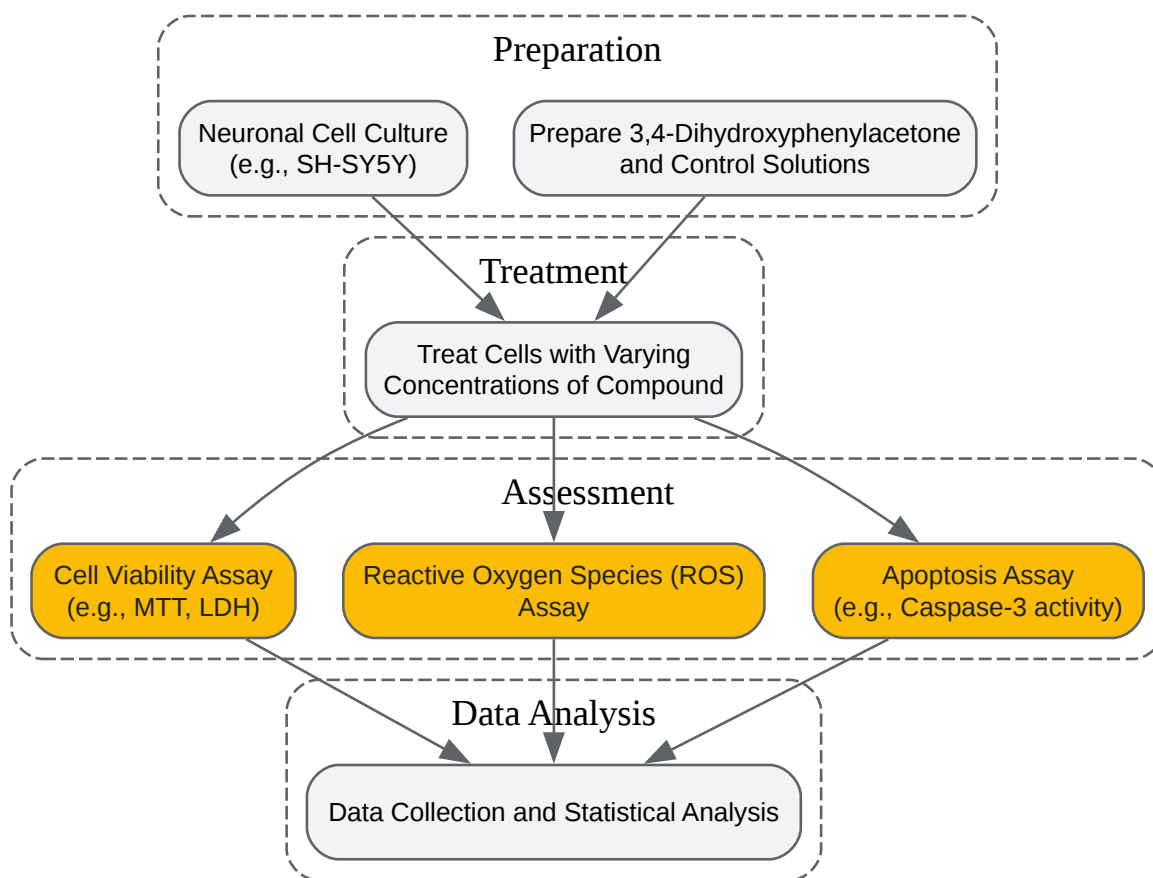 Preparation
Neuronal Cell Culture
(e.g., SH-SY5Y)
Prepare 3,4-Dihydroxyphenylacetone
and Control Solutions
Treatment
Treat Cells with Varying
Concentrations of Compound
Assessment
Cell Viability Assay
(e.g., MTT, LDH)
Reactive Oxygen Species (ROS)
Assay
Apoptosis Assay
(e.g., Caspase-3 activity)
Data Analysis
Data Collection and Statistical Analysis